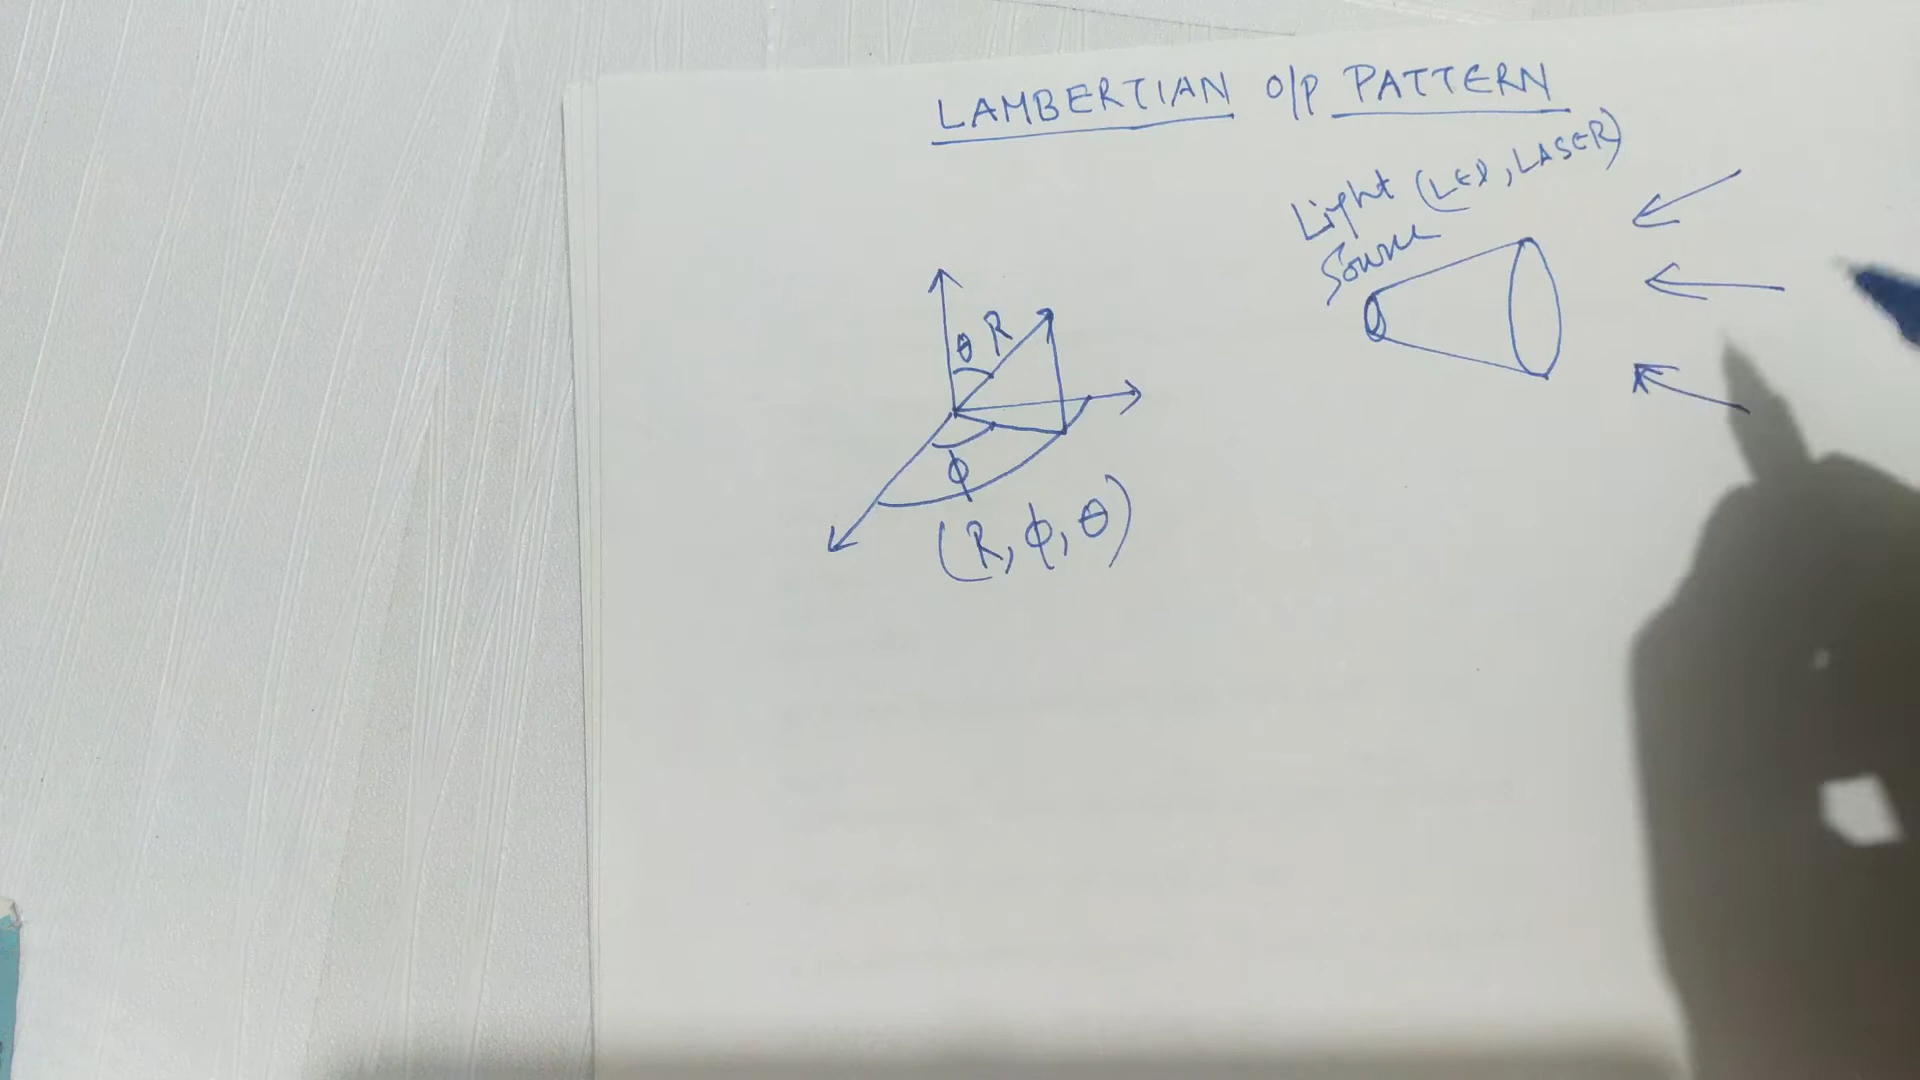 LAMBERTIAN O/P PATTERN
Light (LED, LASER)
Source
θ R
ϕ
(R, ϕ, θ)